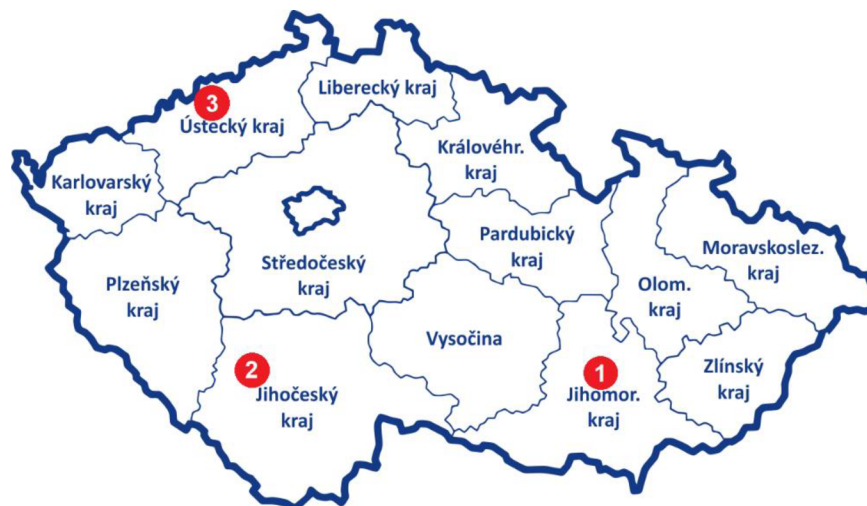 3
Ústecký kraj
Liberecký kraj
Královéhr.
kraj
Karlovarský
kraj
Pardubický
kraj
Moravskoslez.
kraj
Středočeský
kraj
Plzeňský
kraj
Olom.
kraj
Vysočina
2
Jihočeský
kraj
1
Jihomor.
kraj
Zlínský
kraj